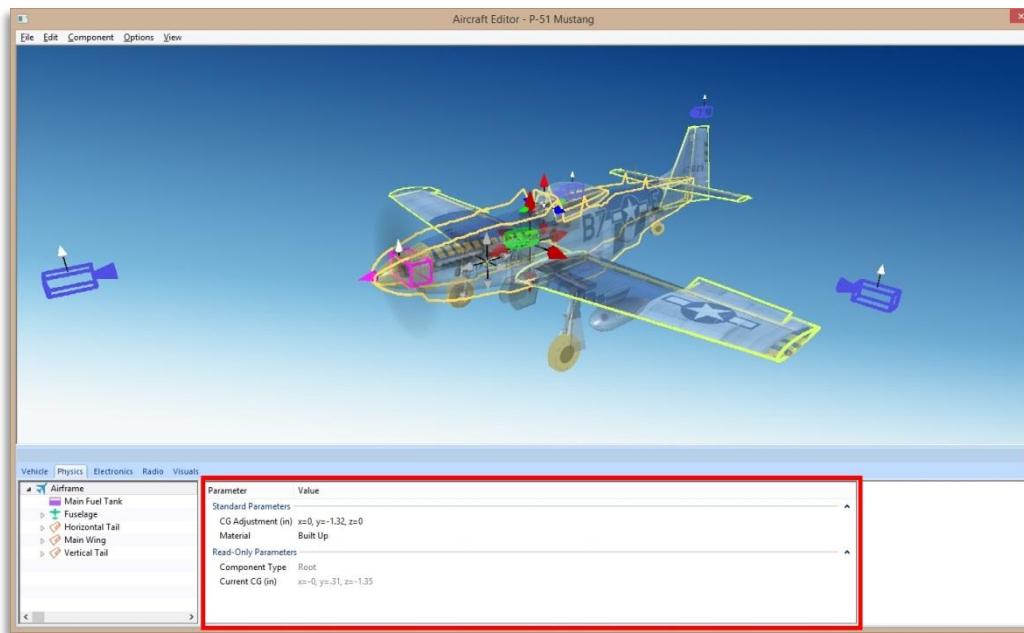 Aircraft Editor - P-51 Mustang
File Edit Component Options View
B7
Vehicle Physics Electronics Radio Visuals
Airframe
Main Fuel Tank
Fuselage
Horizontal Tail
Main Wing
Vertical Tail
Parameter Value
Standard Parameters
CG Adjustment (in) x=0, y=-1.32, z=0
Material Built Up
Read-Only Parameters
Component Type Root
Current CG (in) x=-0, y=.31, z=-1.35